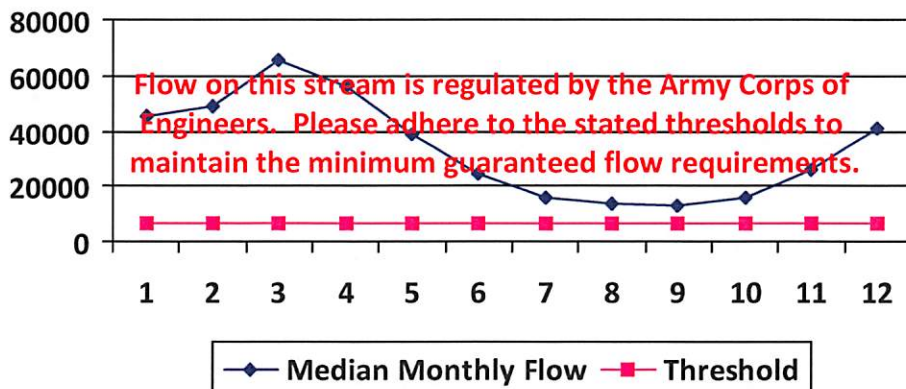 80000
60000
40000
20000
0
Flow on this stream is regulated by the Army Corps of
Engineers. Please adhere to the stated thresholds to
maintain the minimum guaranteed flow requirements.
1 2 3 4 5 6 7 8 9 10 11 12
Median Monthly Flow Threshold